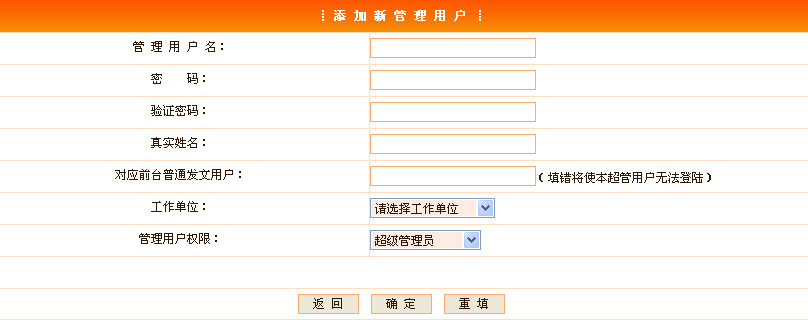 ⁞ 添 加 新 管 理 用 户 ⁞
管 理 用 户 名：
密　　码：
验证密码：
真实姓名：
对应前台普通发文用户： ( 填错将使本超管用户无法登陆 )
工作单位： 请选择工作单位
管理用户权限： 超级管理员
返 回 确 定 重 填